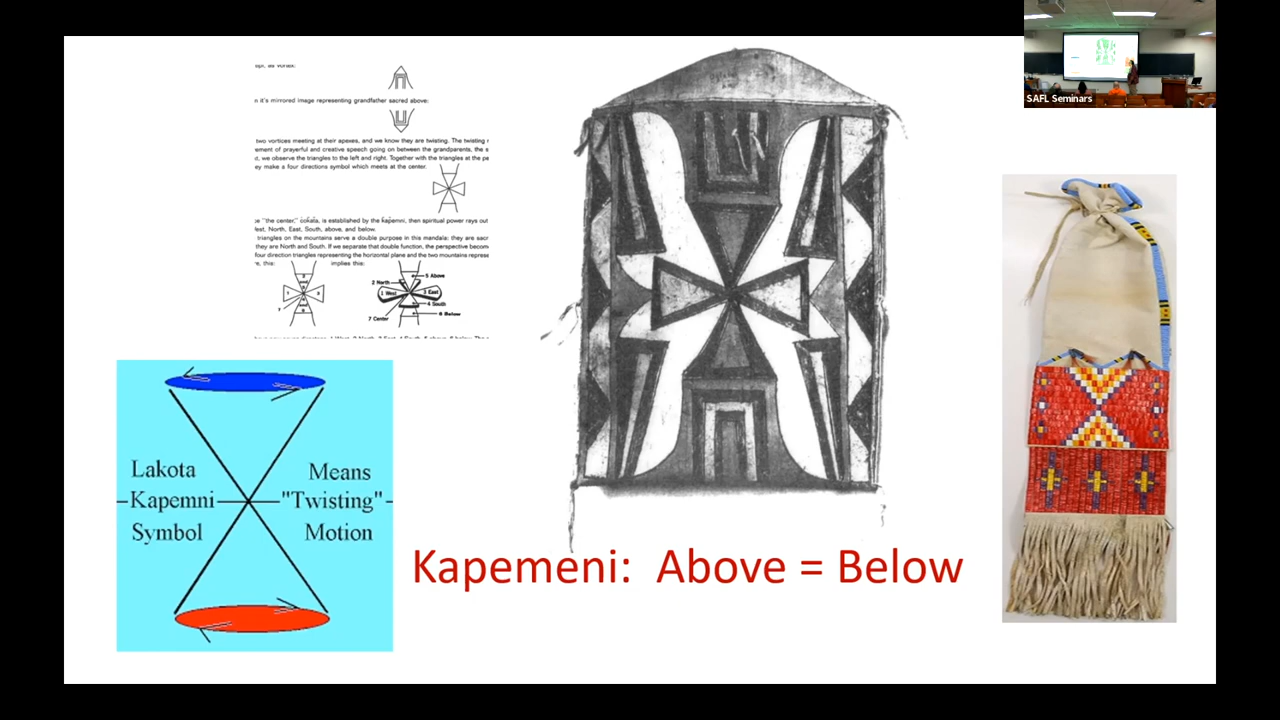 n it's mirrored image representing grandfather sacred above:
two vortices meeting at their apexes, and we know they are twisting. The twisting
ement of prayerful and creative speech going on between the grandparents, the s
d, we observe the triangles to the left and right. Together with the triangles at the pe
ey make a four directions symbol which meets at the center.
"the center," is established by the kapemni, then spiritual power rays out
West, North, East, South, above, and below.
triangles on the mountains serve a double purpose in this mandala: they are sacr
they are North and South. If we separate that double function, the perspective becom
four direction triangles representing the horizontal plane and the two mountains represe
re, this: implies this:
5 Above
2 North
1 West
3 East
4 South
7 Center
6 Below
Lakota Means
Kapemni "Twisting"
Symbol Motion
Kapemeni: Above = Below
SAFL Seminars